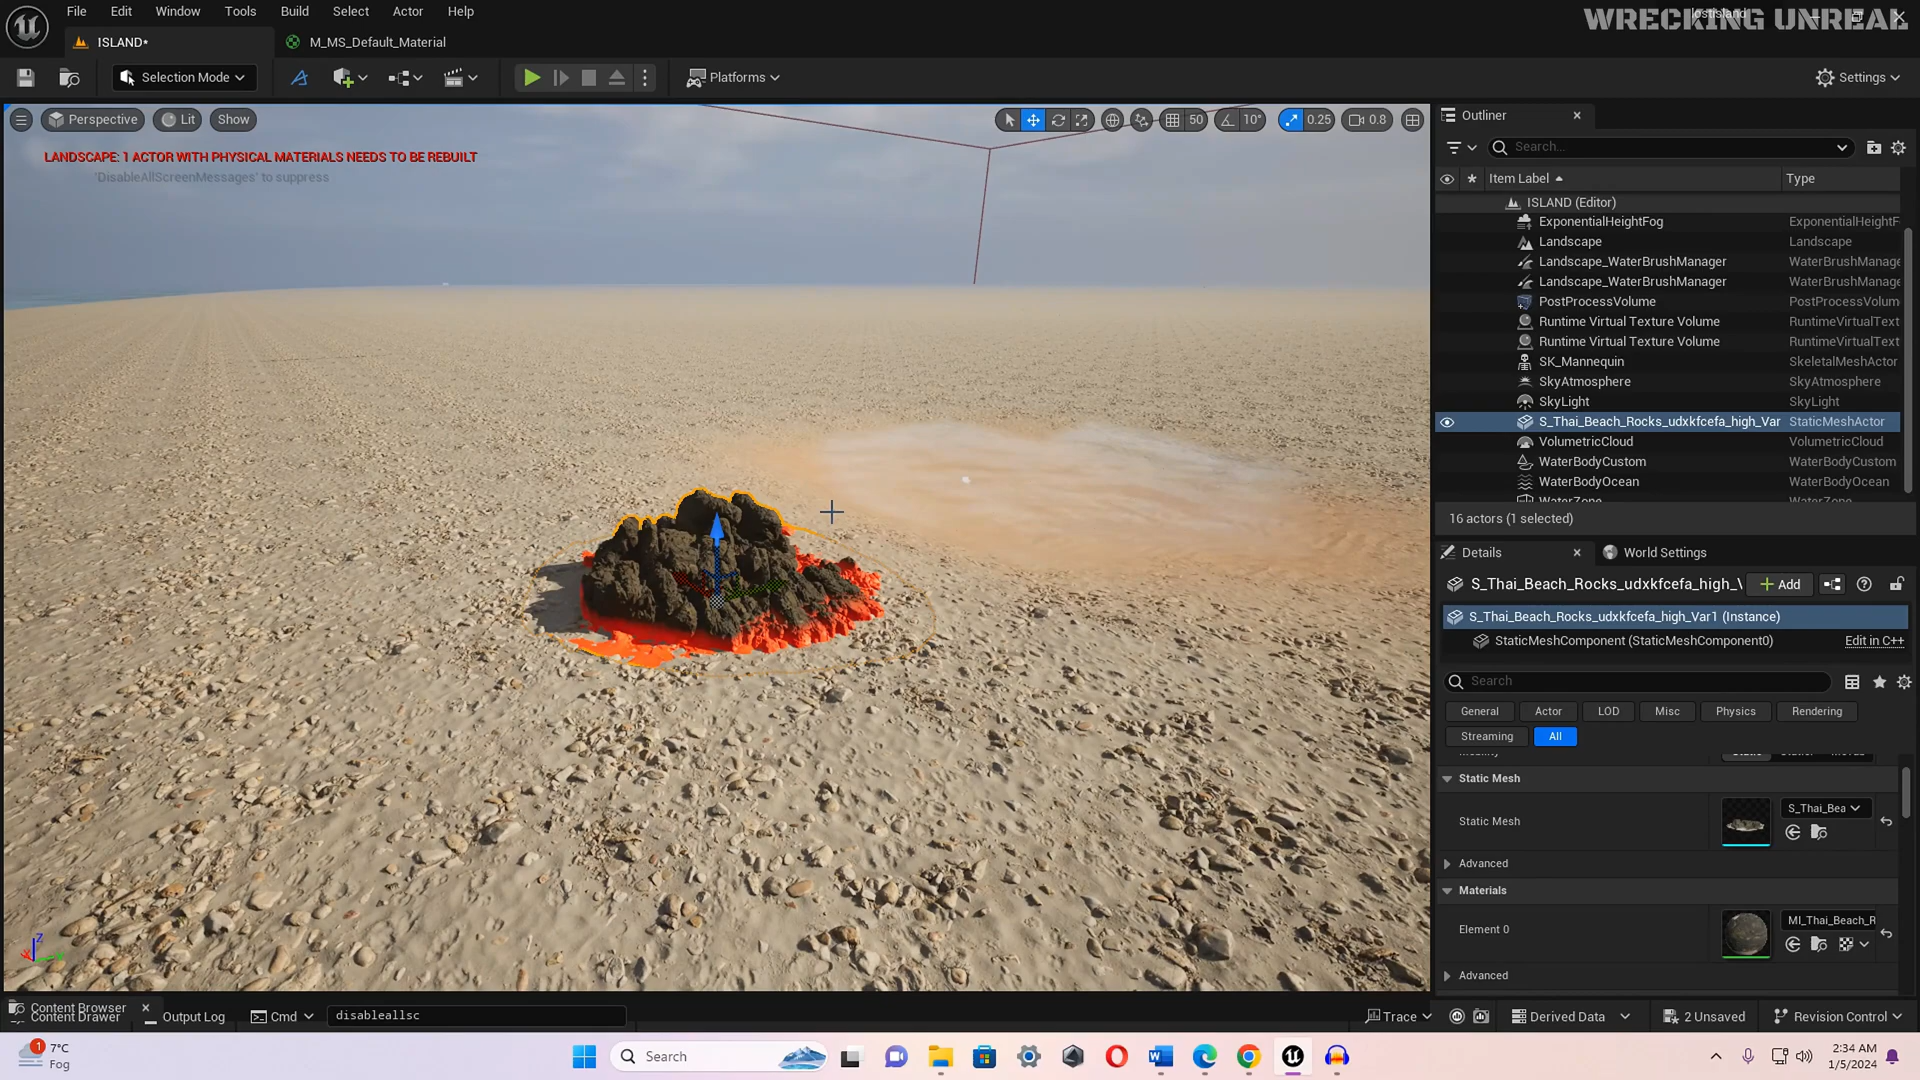 File Edit Window Tools Build Select Actor Help
lostisland
WRECKING UNREAL
ISLAND* M_MS_Default_Material
Selection Mode Platforms Settings
Perspective Lit Show 50 10° 0.25 0.8
LANDSCAPE: 1 ACTOR WITH PHYSICAL MATERIALS NEEDS TO BE REBUILT
'DisableAllScreenMessages' to suppress
Outliner
Search...
Item Label Type
ISLAND (Editor)
ExponentialHeightFog ExponentialHeightF
Landscape Landscape
Landscape_WaterBrushManager WaterBrushManage
Landscape_WaterBrushManager WaterBrushManage
PostProcessVolume PostProcessVolum
Runtime Virtual Texture Volume RuntimeVirtualText
Runtime Virtual Texture Volume RuntimeVirtualText
SK_Mannequin SkeletalMeshActor
SkyAtmosphere SkyAtmosphere
SkyLight SkyLight
S_Thai_Beach_Rocks_udxkfcefa_high_Var StaticMeshActor
VolumetricCloud VolumetricCloud
WaterBodyCustom WaterBodyCustom
WaterBodyOcean WaterBodyOcean
WaterZone WaterZone
16 actors (1 selected)
Details World Settings
S_Thai_Beach_Rocks_udxkfcefa_high_V Add
S_Thai_Beach_Rocks_udxkfcefa_high_Var1 (Instance)
StaticMeshComponent (StaticMeshComponent0) Edit in C++
Search
General Actor LOD Misc Physics Rendering
Streaming All
Static Mesh
Static Mesh S_Thai_Bea
Advanced
Materials
Element 0 MI_Thai_Beach_R
Advanced
Content Browser
Content Drawer Output Log Cmd disableallsc Trace Derived Data 2 Unsaved Revision Control
1 7°C
Fog
Search
2:34 AM
1/5/2024